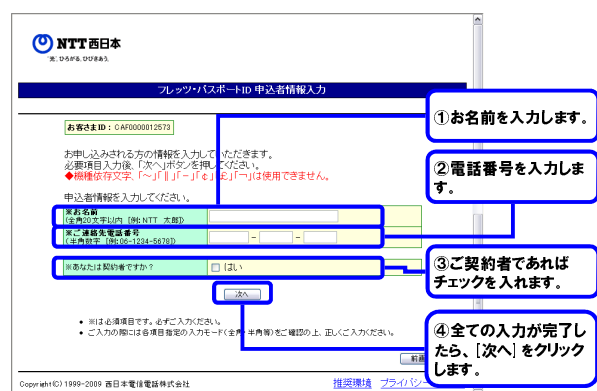 NTT西日本
光、ひろがる、ひびきあう。
フレッツ・パスポートID 申込者情報入力
お客さまID：CAF0000012573
お申し込みされる方の情報を入力していただきます。
必要項目入力後、「次へ」ボタンを押してください。
◆機種依存文字、「～」「∥」「－」「￠」「￡」「￢」は使用できません。
申込者情報を入力してください。
※お名前
(全角20文字以内 [例:NTT 太郎])
※ご連絡先電話番号
(半角数字 [例:06-1234-5678])
- -
※あなたは契約者ですか？
はい
次へ
• ※は必須項目です。必ずご入力ください。
• ご入力の際には各項目指定の入力モード(全角・半角等)をご確認の上、正しくご入力ください。
前画
Copyright(C) 1999-2009 西日本電信電話株式会社
推奨環境 プライバシー
①お名前を入力します。
②電話番号を入力しま
す。
③ご契約者であれば
チェックを入れます。
④全ての入力が完了し
たら、[次へ] をクリック
します。